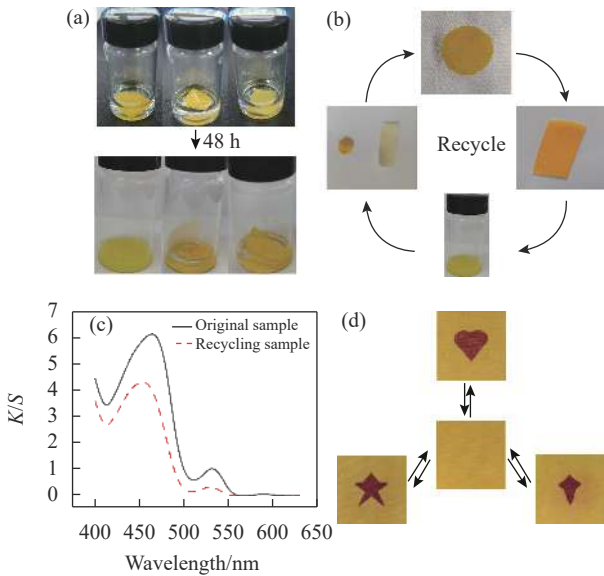 (a)
48 h
(b)
Recycle
(c)
7
6
5
4
3
2
1
0
K/S
Original sample
Recycling sample
400 450 500 550 600 650
Wavelength/nm
(d)